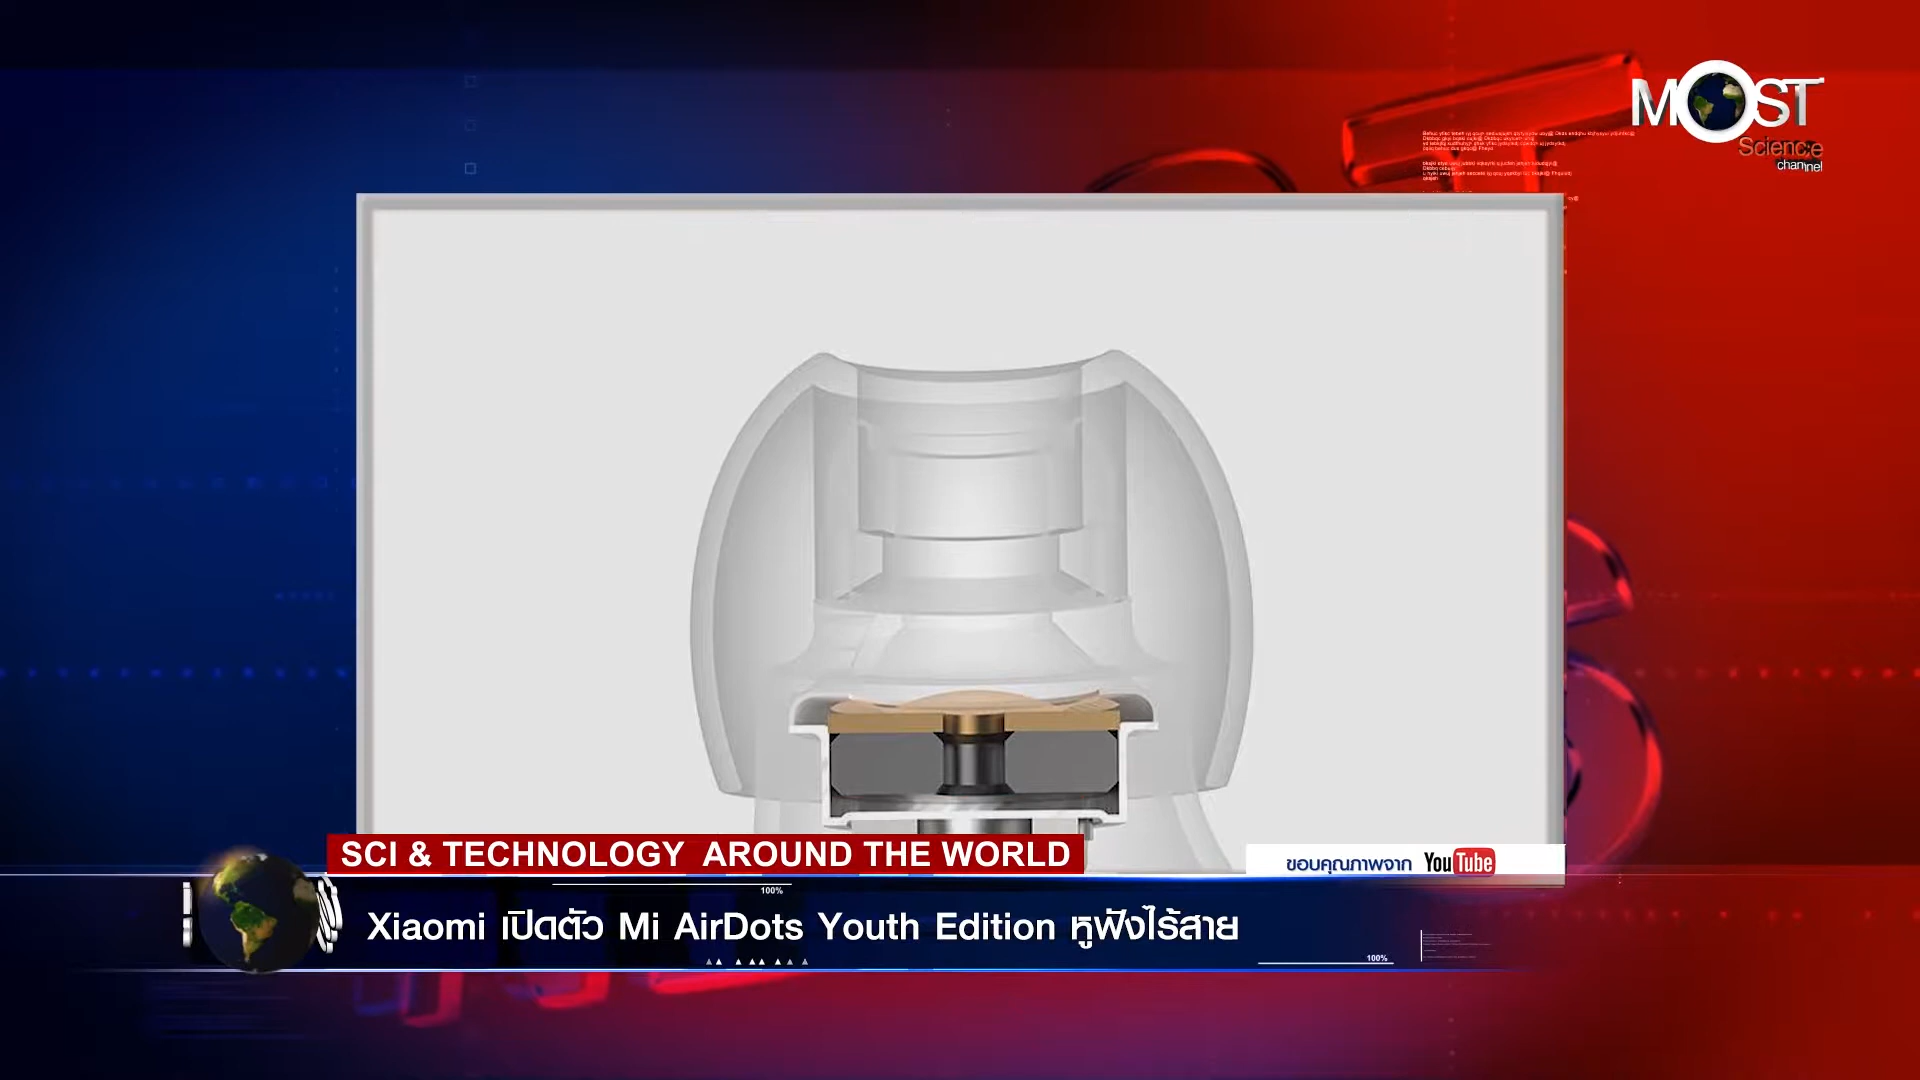 MOST
Science
channel
SCI & TECHNOLOGY AROUND THE WORLD
ขอบคุณภาพจาก YouTube
100%
Xiaomi เปิดตัว Mi AirDots Youth Edition หูฟังไร้สาย
100%